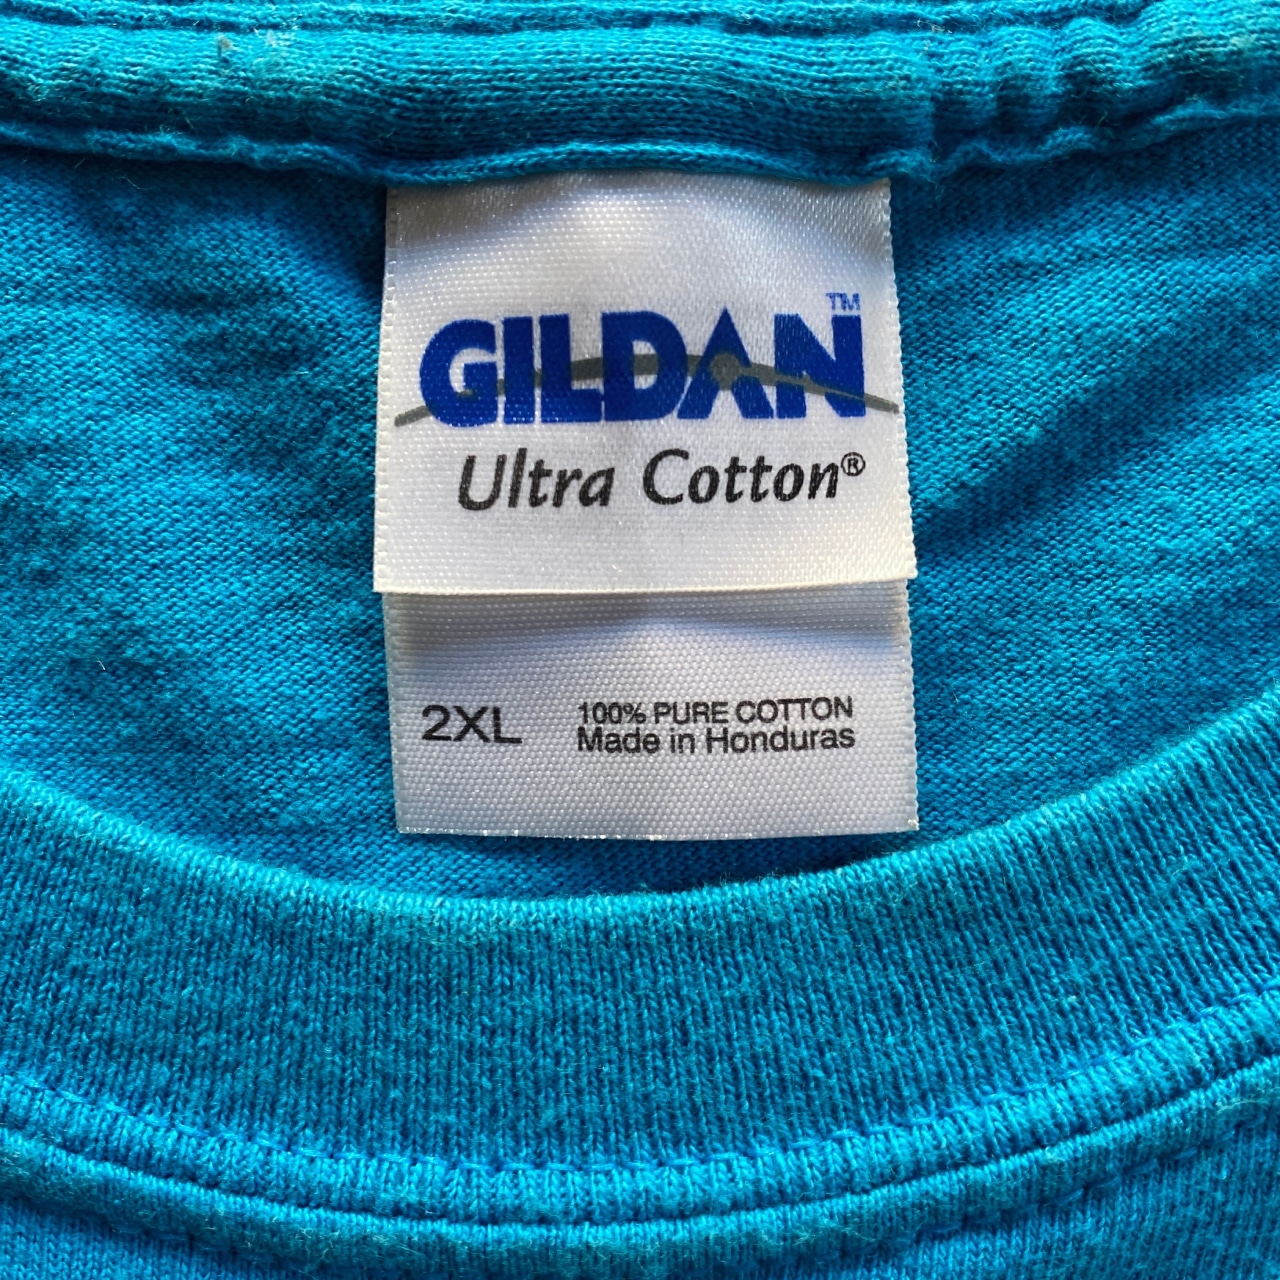 GILDAN™
Ultra Cotton®
2XL 100% PURE COTTON
Made in Honduras